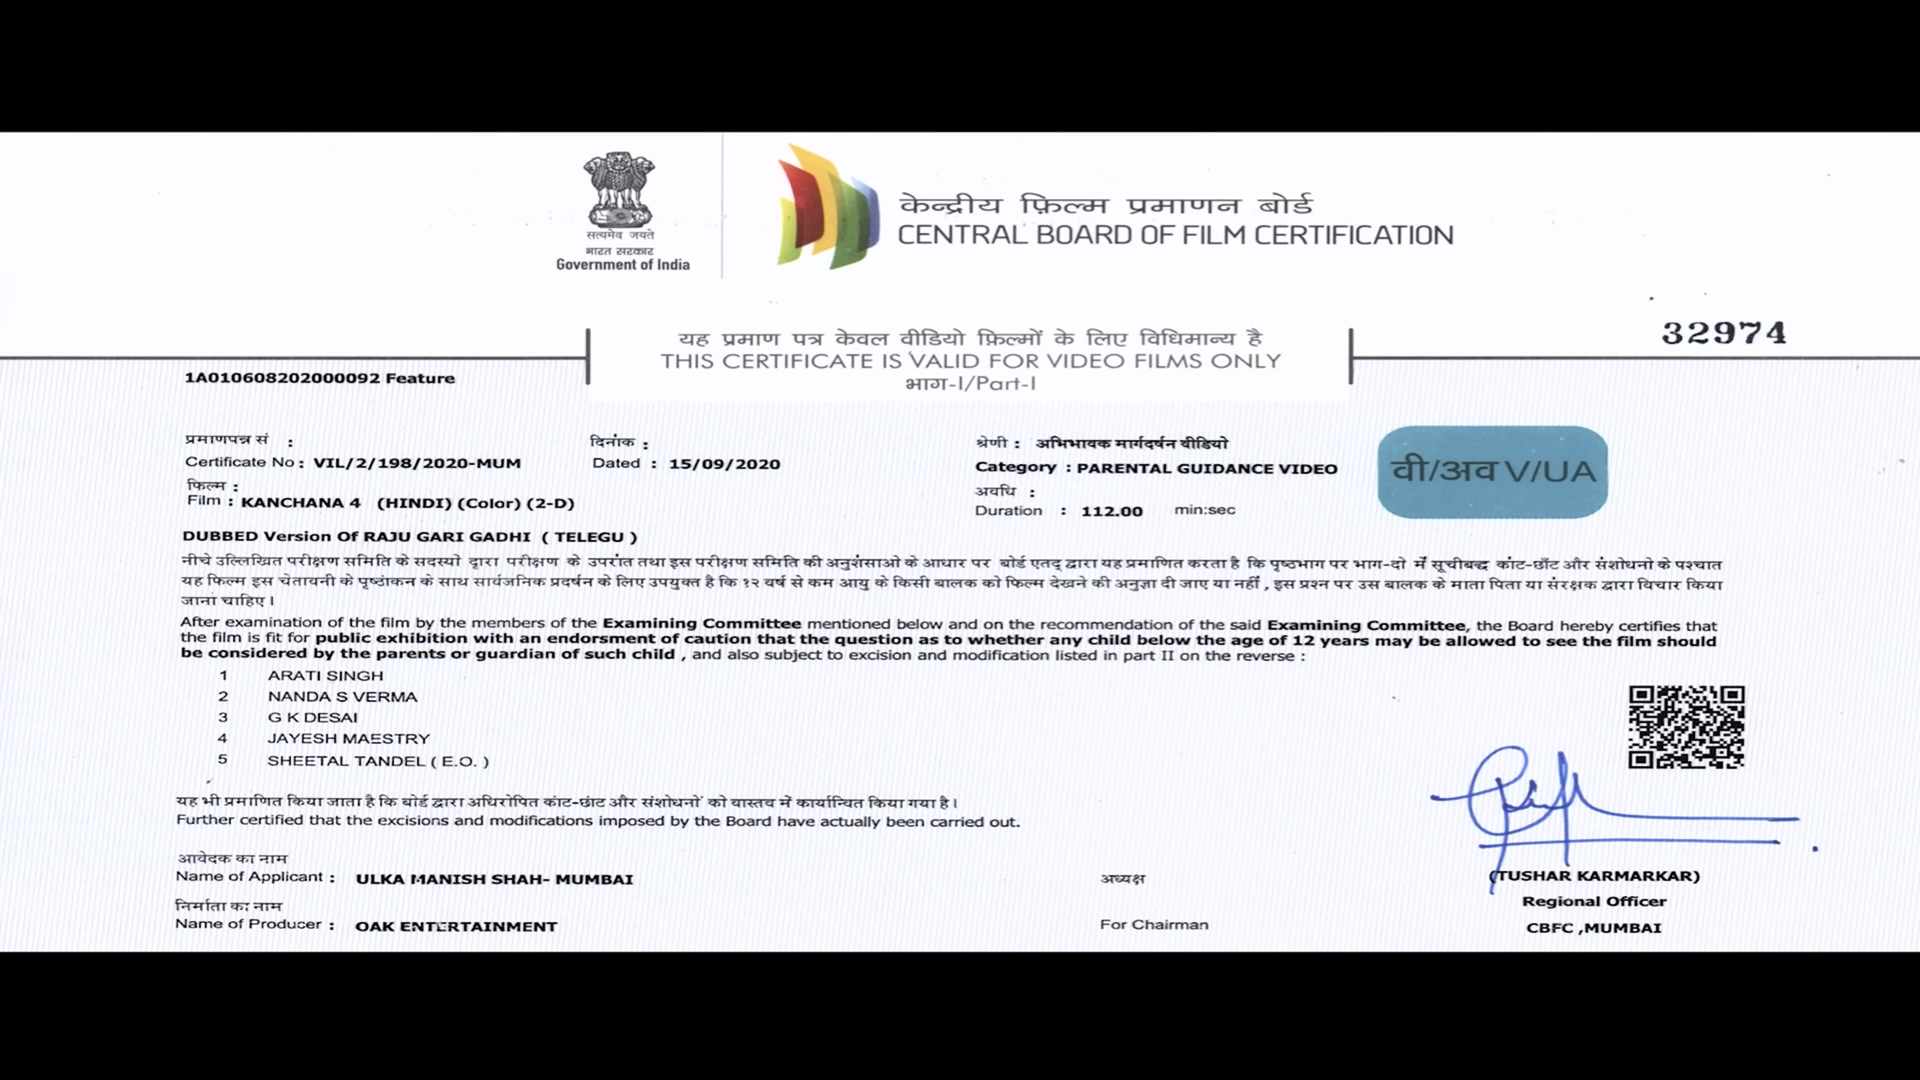 सत्यमेव जयते
भारत सरकार
Government of India
केन्द्रीय फ़िल्म प्रमाणन बोर्ड
CENTRAL BOARD OF FILM CERTIFICATION
32974
यह प्रमाण पत्र केवल वीडियो फ़िल्मों के लिए विधिमान्य है
THIS CERTIFICATE IS VALID FOR VIDEO FILMS ONLY
भाग-I/Part-I
1A010608202000092 Feature
प्रमाणपत्र सं :
Certificate No : VIL/2/198/2020-MUM
दिनांक :
Dated : 15/09/2020
श्रेणी : अभिभावक मार्गदर्षन वीडियो
Category : PARENTAL GUIDANCE VIDEO
वी/अव V/UA
फिल्म :
Film : KANCHANA 4 (HINDI) (Color) (2-D)
अवधि :
Duration : 112.00 min:sec
DUBBED Version Of RAJU GARI GADHI ( TELEGU )
नीचे उल्लिखित परीक्षण समिति के सदस्यों द्वारा परीक्षण के उपरांत तथा इस परीक्षण समिति की अनुशंसाओ के आधार पर बोर्ड एतद् द्वारा यह प्रमाणित करता है कि पृष्ठभाग पर भाग-दो में सूचीबद्ध कांट-छाँट और संशोधनो के पश्चात
यह फिल्म इस चेतावनी के पृष्ठांकन के साथ सार्वजनिक प्रदर्षन के लिए उपयुक्त है कि १२ वर्ष से कम आयु के किसी बालक को फिल्म देखने की अनुज्ञा दी जाए या नहीं , इस प्रश्न पर उस बालक के माता पिता या संरक्षक द्वारा विचार किया
जाना चाहिए ।
After examination of the film by the members of the Examining Committee mentioned below and on the recommendation of the said Examining Committee, the Board hereby certifies that
the film is fit for public exhibition with an endorsment of caution that the question as to whether any child below the age of 12 years may be allowed to see the film should
be considered by the parents or guardian of such child , and also subject to excision and modification listed in part II on the reverse :
1 ARATI SINGH
2 NANDA S VERMA
3 G K DESAI
4 JAYESH MAESTRY
5 SHEETAL TANDEL ( E.O. )
यह भी प्रमाणित किया जाता है कि बोर्ड द्वारा अधिरोपित कांट-छांट और संशोधनों को वास्तव में कार्यान्वित किया गया है ।
Further certified that the excisions and modifications imposed by the Board have actually been carried out.
आवेदक का नाम
Name of Applicant : ULKA MANISH SHAH- MUMBAI
निर्माता का नाम
Name of Producer : OAK ENTERTAINMENT
अध्यक्ष
For Chairman
(TUSHAR KARMARKAR)
Regional Officer
CBFC ,MUMBAI